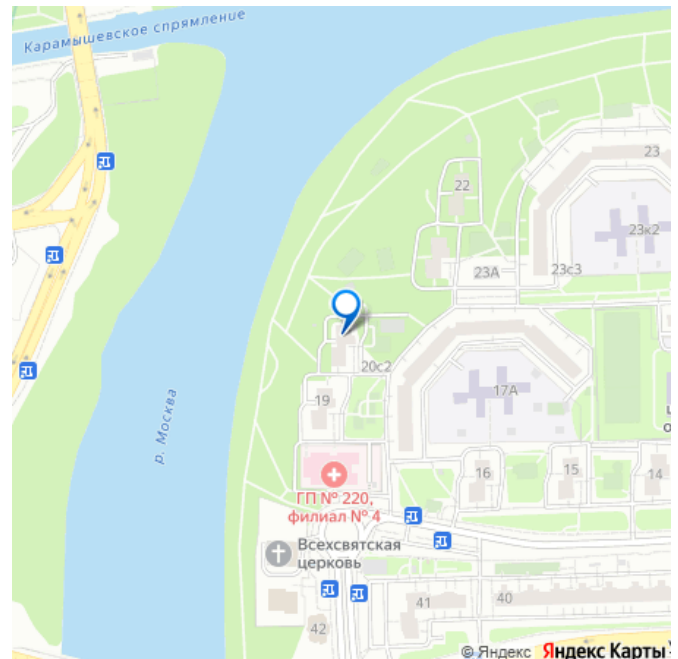 Карамышевское спрямление
23
22
23к2
23А
23с3
20с2
р. Москва
17А
19
16
15
14
ГП № 220,
филиал № 4
Всехсвятская
церковь
41
40
42
© Яндекс Яндекс Карты